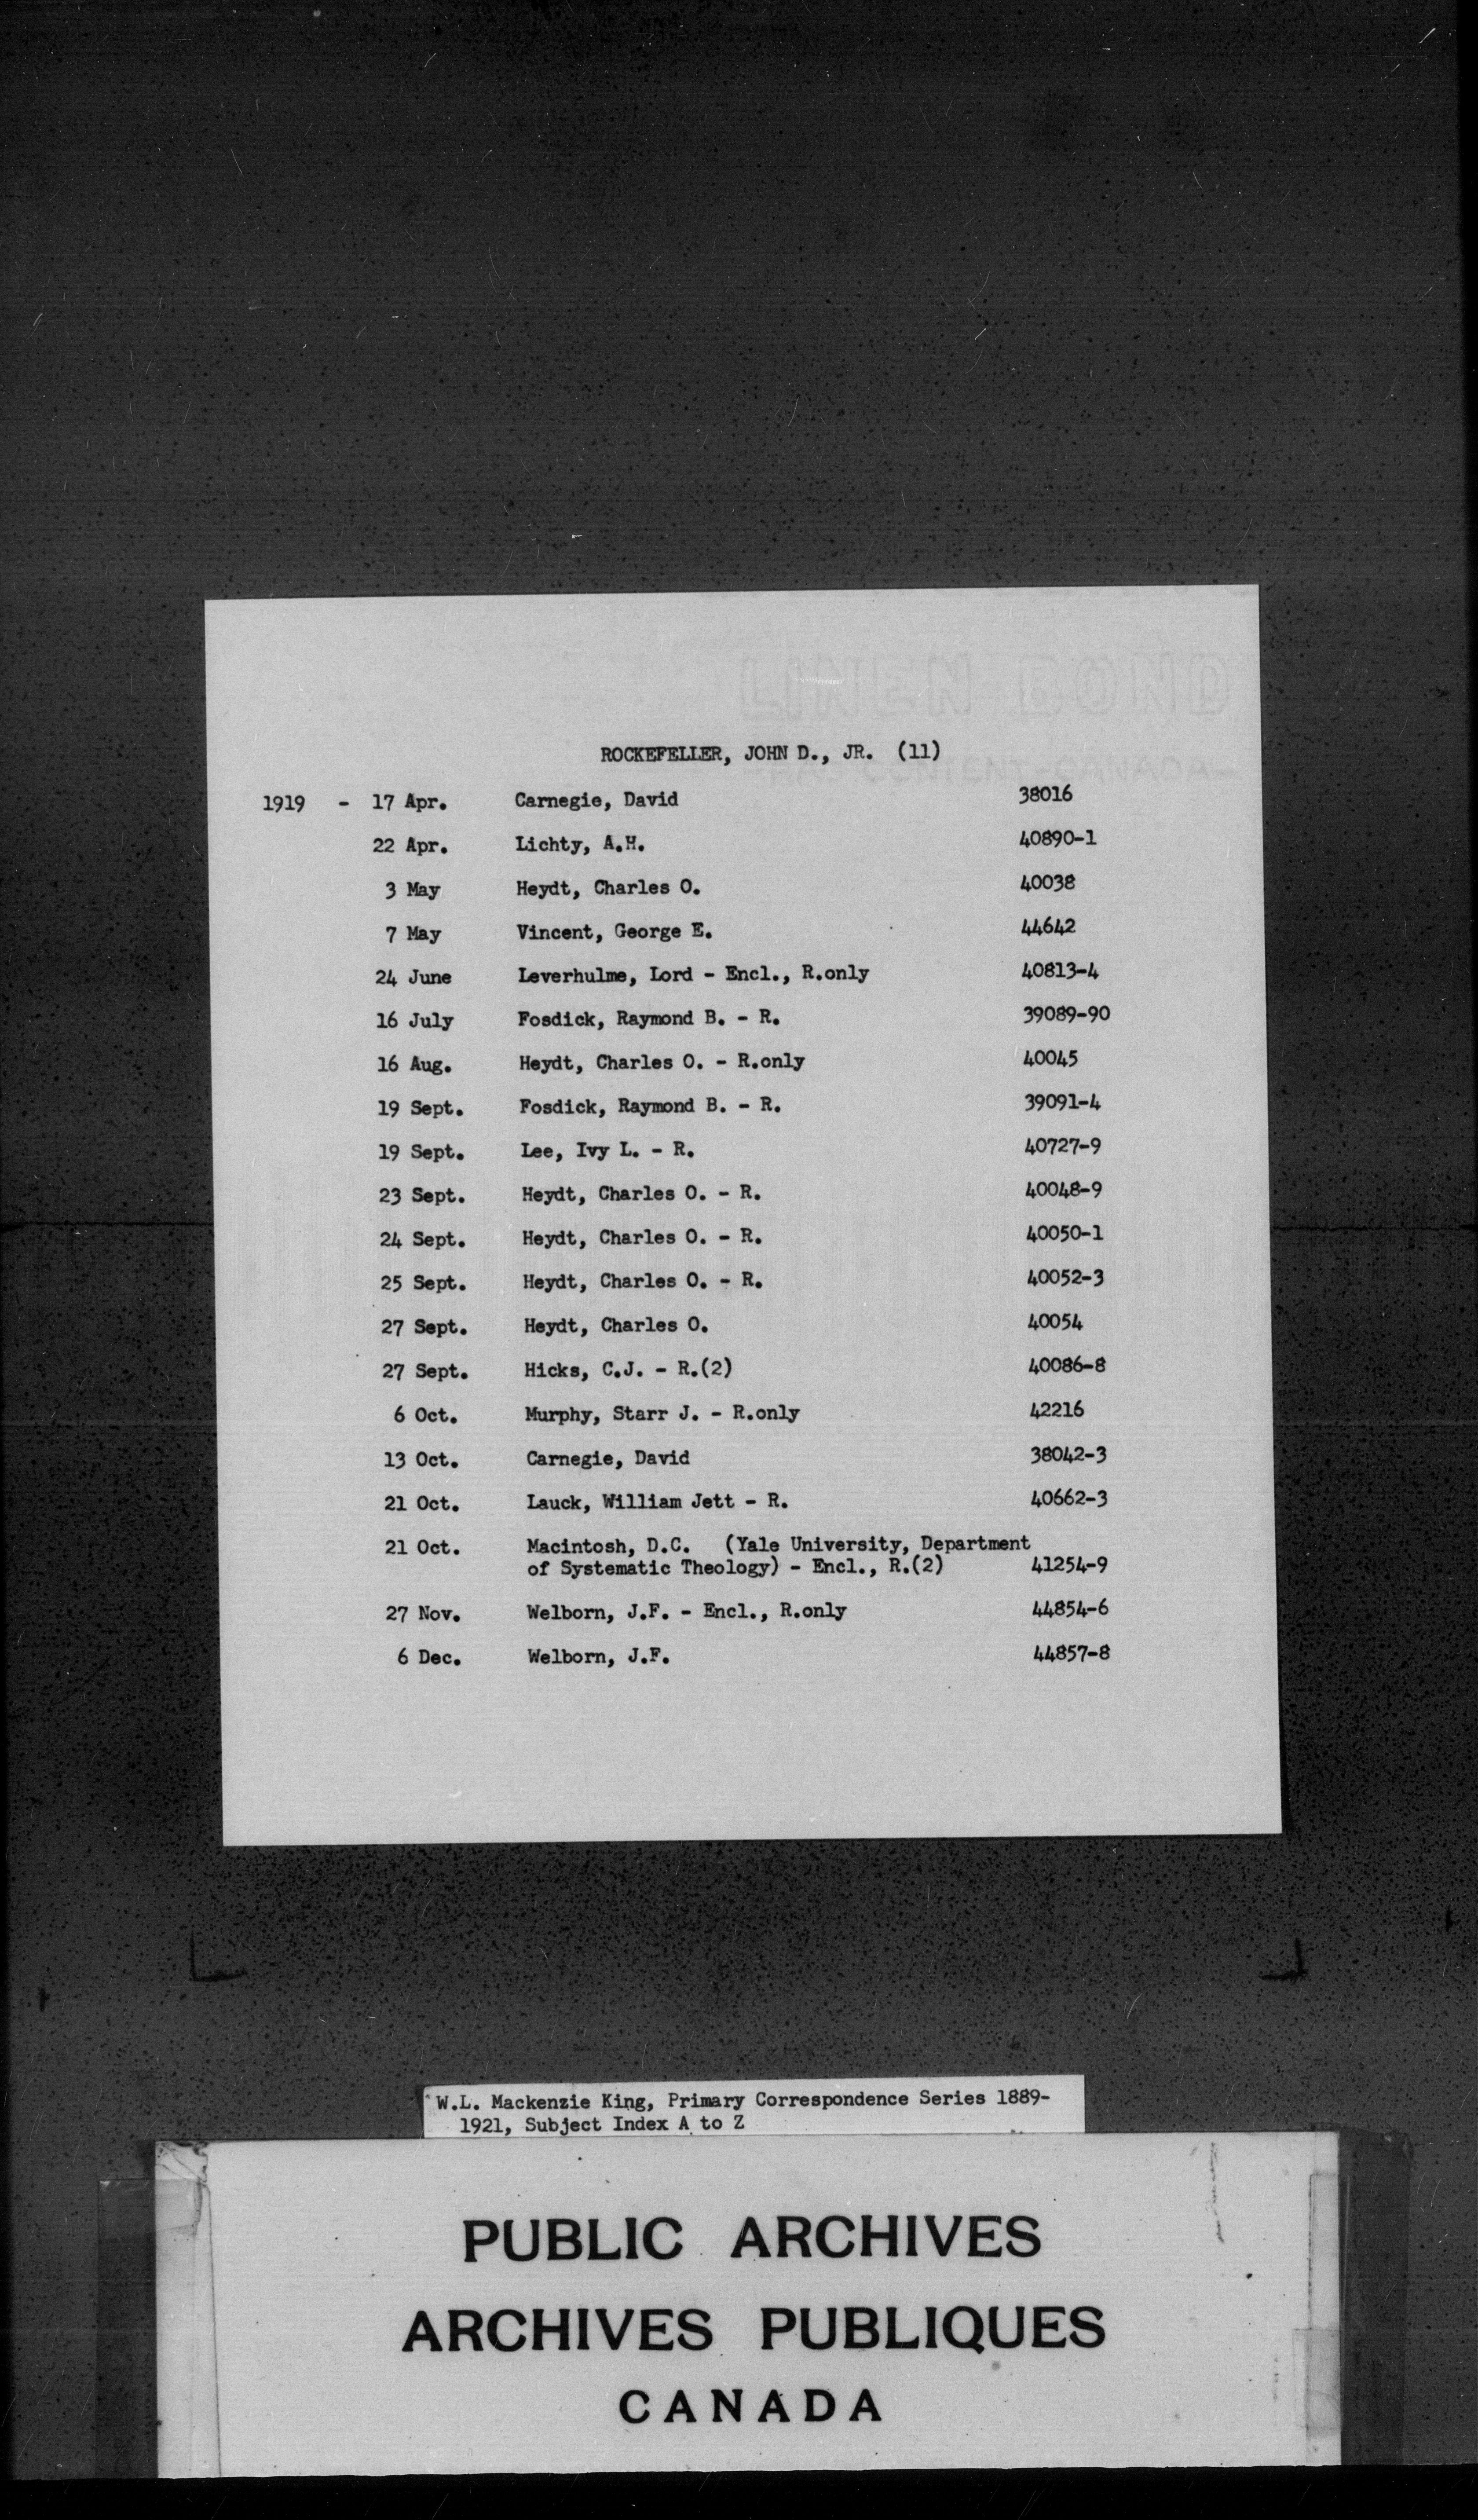 LINEN BOND
CONTENT CANADA
ROCKEFELLER, JOHN D., JR. (11)
1919 - 17 Apr. Carnegie, David 38016
22 Apr. Lichty, A.H. 40890-1
3 May Heydt, Charles O. 40038
7 May Vincent, George E. 44642
24 June Leverhulme, Lord - Encl., R.only 40813-4
16 July Fosdick, Raymond B. - R. 39089-90
16 Aug. Heydt, Charles O. - R.only 40045
19 Sept. Fosdick, Raymond B. - R. 39091-4
19 Sept. Lee, Ivy L. - R. 40727-9
23 Sept. Heydt, Charles O. - R. 40048-9
24 Sept. Heydt, Charles O. - R. 40050-1
25 Sept. Heydt, Charles O. - R. 40052-3
27 Sept. Heydt, Charles O. 40054
27 Sept. Hicks, C.J. - R.(2) 40086-8
6 Oct. Murphy, Starr J. - R.only 42216
13 Oct. Carnegie, David 38042-3
21 Oct. Lauck, William Jett - R. 40662-3
21 Oct. Macintosh, D.C. (Yale University, Department
of Systematic Theology) - Encl., R.(2) 41254-9
27 Nov. Welborn, J.F. - Encl., R.only 44854-6
6 Dec. Welborn, J.F. 44857-8
W.L. Mackenzie King, Primary Correspondence Series 1889-
1921, Subject Index A to Z
PUBLIC ARCHIVES
ARCHIVES PUBLIQUES
CANADA